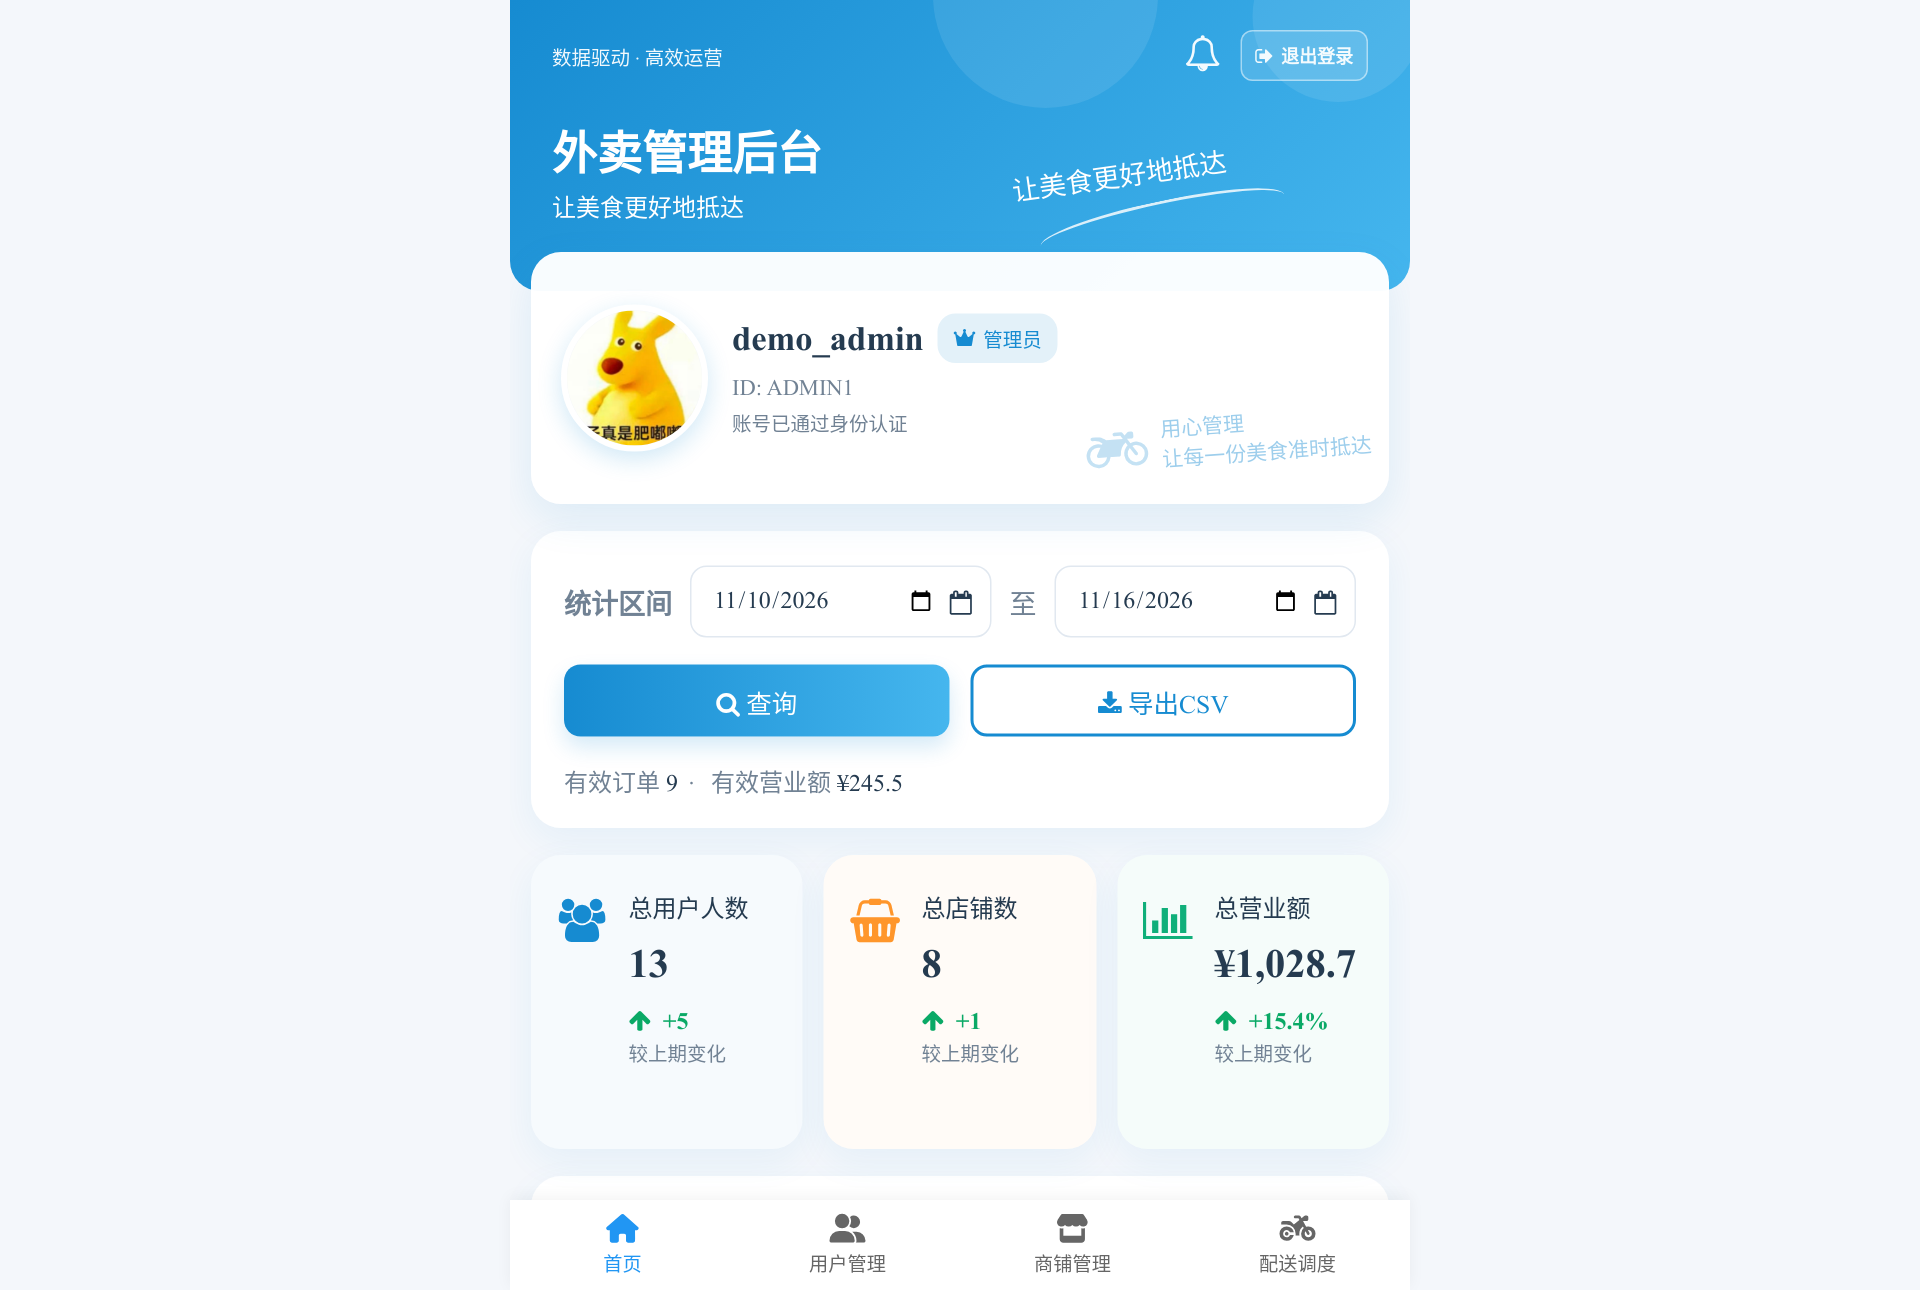 数据驱动 · 高效运营
退出登录
外卖管理后台
让美食更好地抵达
让美食更好地抵达
demo_admin
管理员
ID: ADMIN1
账号已通过身份认证
真是肥嘟
用心管理
让每一份美食准时抵达
统计区间
11/10/2026
至
11/16/2026
查询
导出CSV
有效订单 9 · 有效营业额 ¥245.5
总用户人数
13
+5
较上期变化
总店铺数
8
+1
较上期变化
总营业额
¥1,028.7
+15.4%
较上期变化
首页
用户管理
商铺管理
配送调度